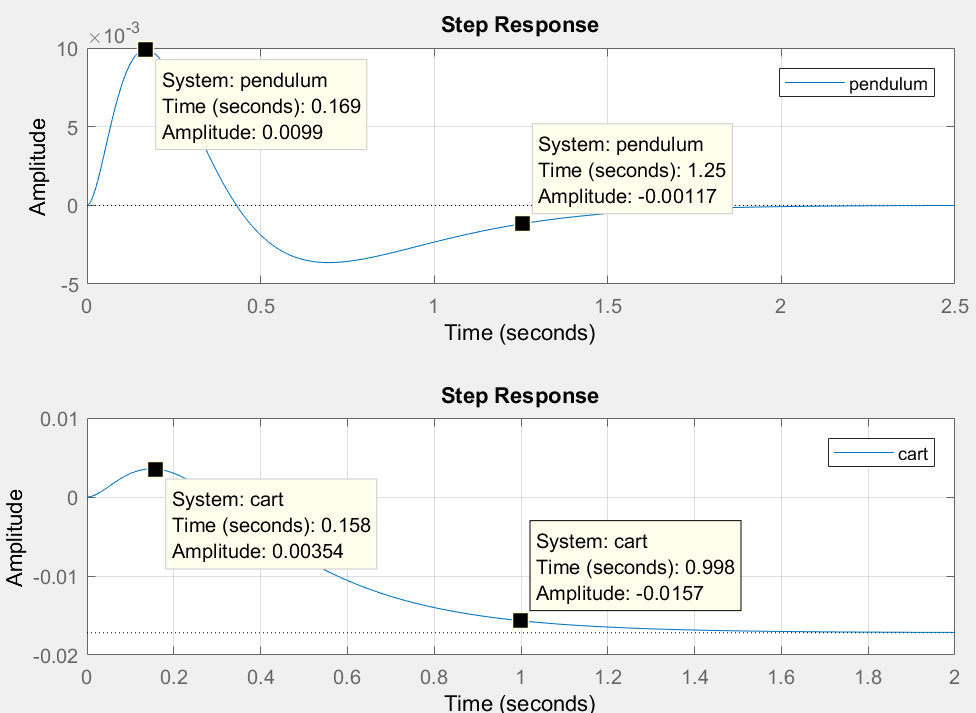 Step Response
×10⁻³
10
5
0
-5
Amplitude
System: pendulum
Time (seconds): 0.169
Amplitude: 0.0099
System: pendulum
Time (seconds): 1.25
Amplitude: -0.00117
pendulum
0 0.5 1 1.5 2 2.5
Time (seconds)
Step Response
0.01
0
-0.01
-0.02
Amplitude
System: cart
Time (seconds): 0.158
Amplitude: 0.00354
System: cart
Time (seconds): 0.998
Amplitude: -0.0157
cart
0 0.2 0.4 0.6 0.8 1 1.2 1.4 1.6 1.8 2
Time (seconds)